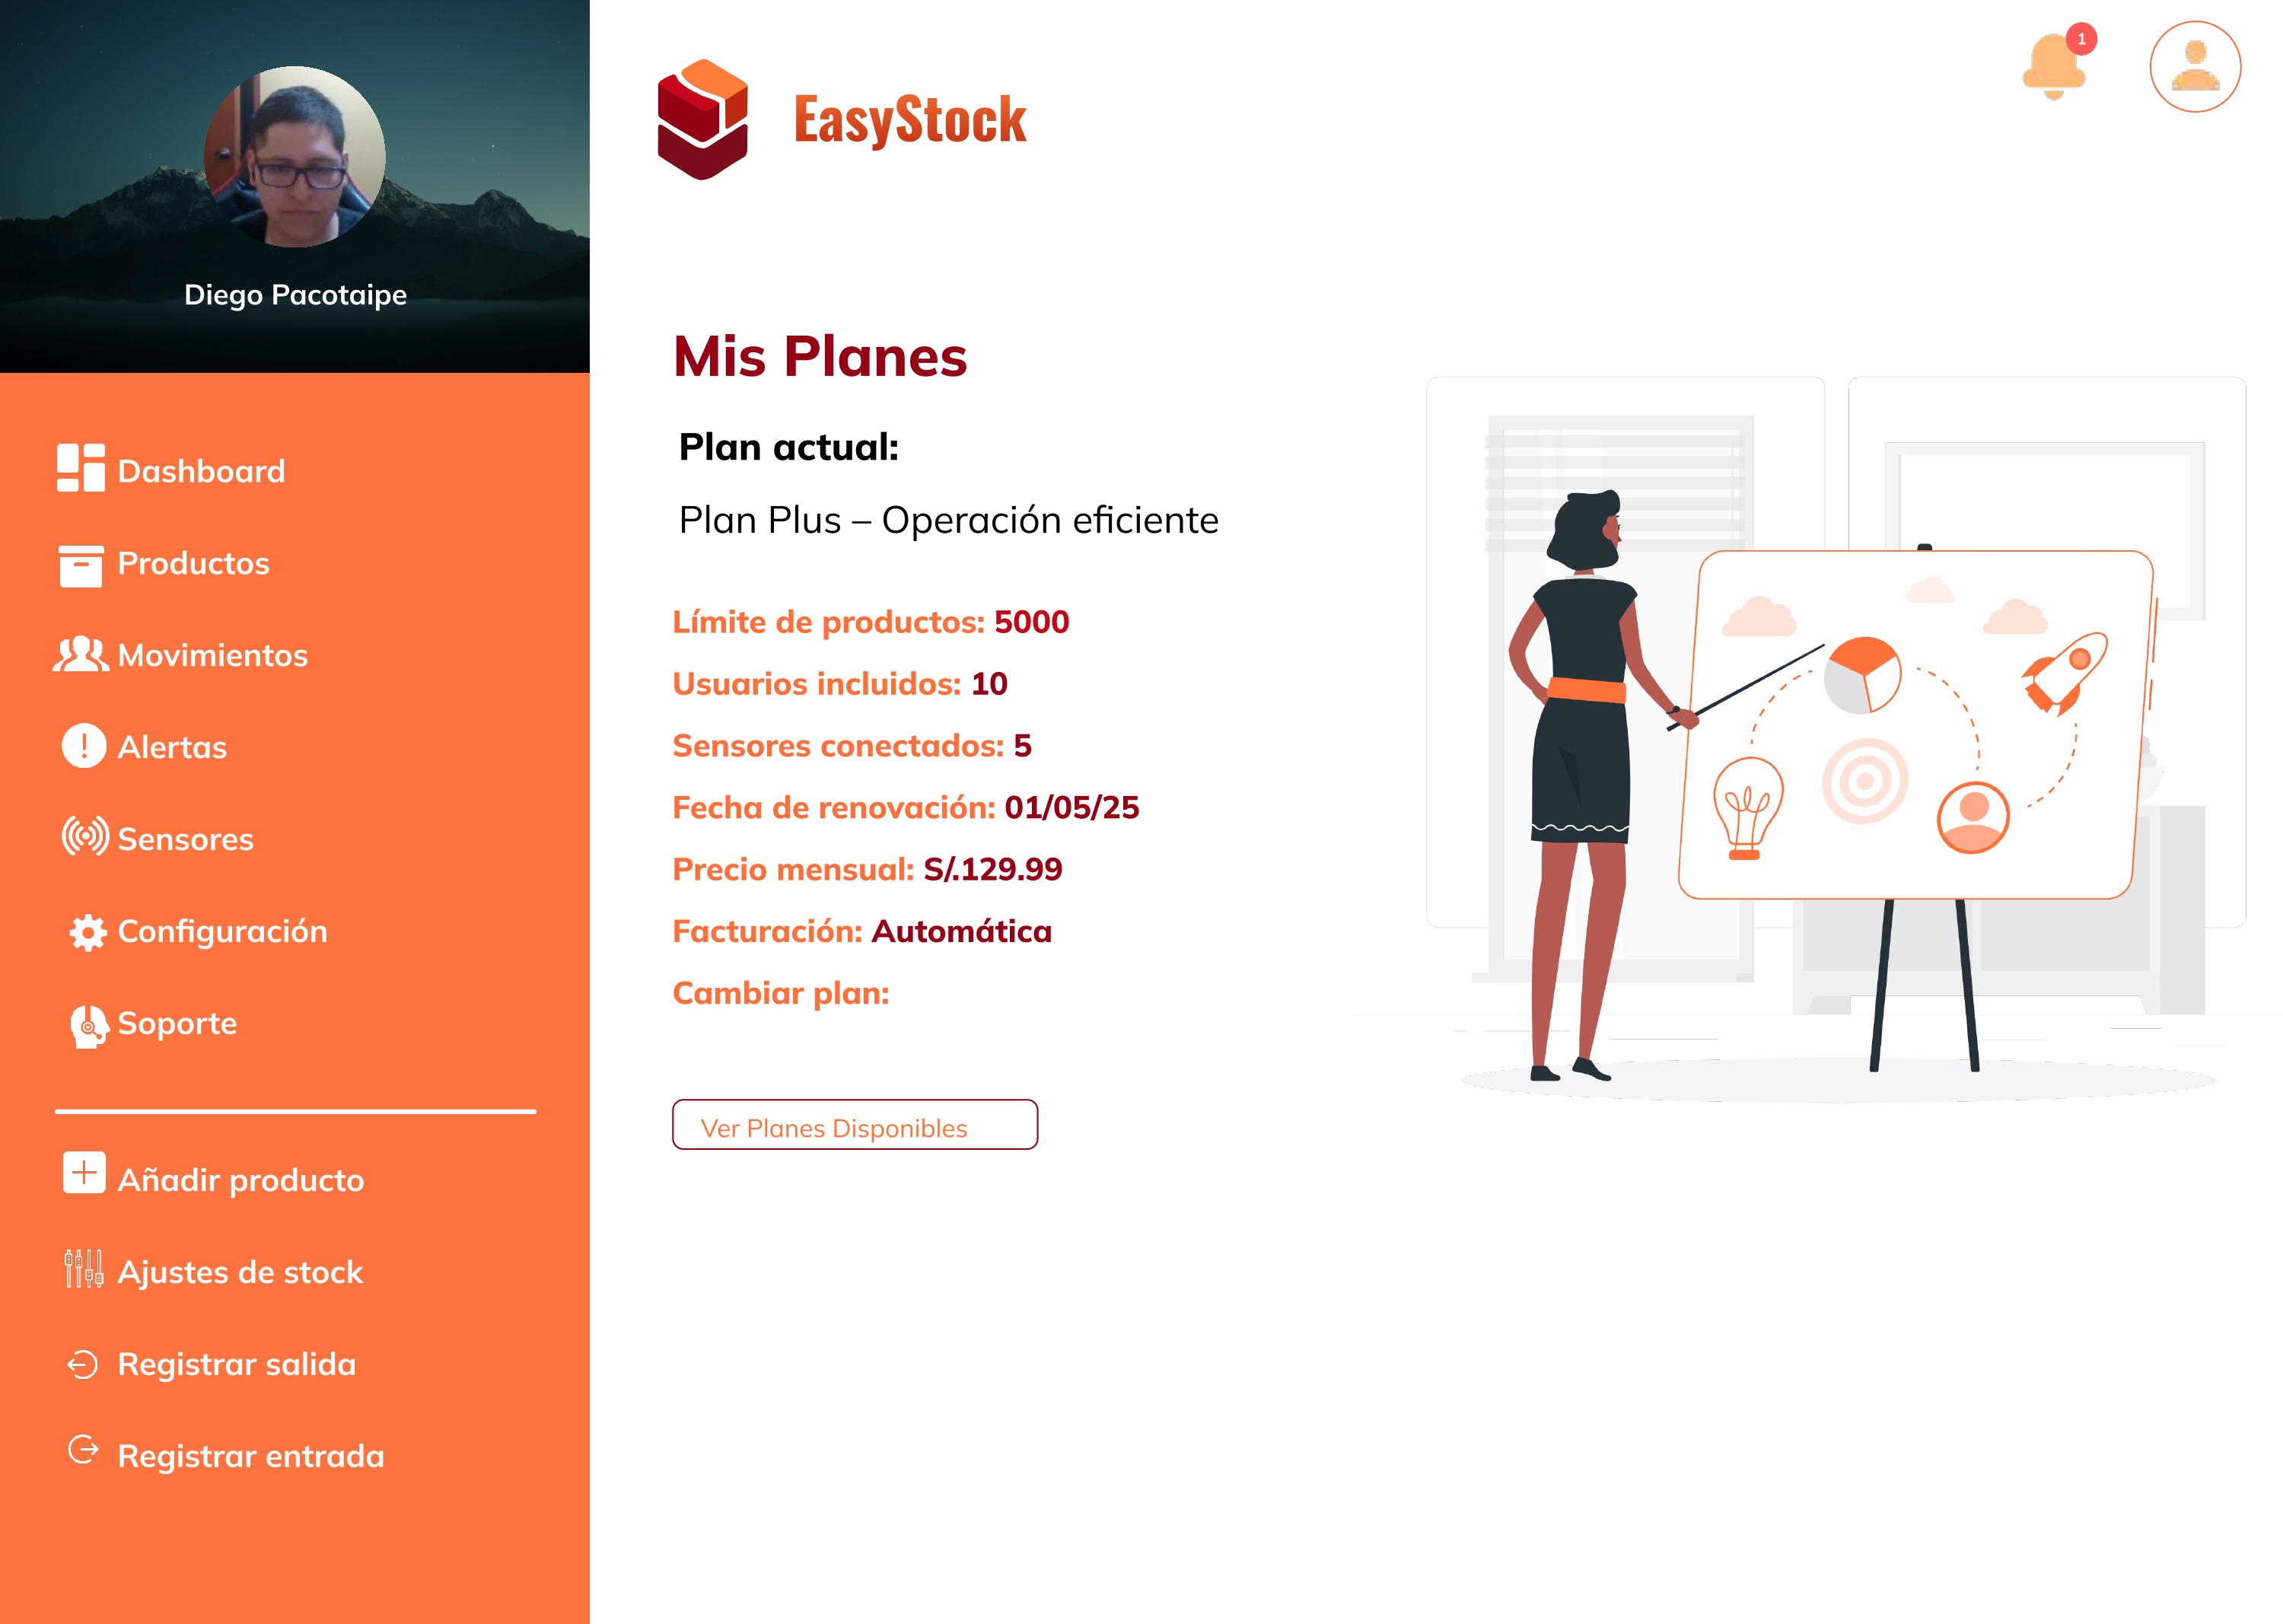 Diego Pacotaipe
Dashboard
Productos
Movimientos
Alertas
Sensores
Configuración
Soporte
Añadir producto
Ajustes de stock
Registrar salida
Registrar entrada
EasyStock
1
Mis Planes
Plan actual:
Plan Plus – Operación eficiente
Límite de productos: 5000
Usuarios incluidos: 10
Sensores conectados: 5
Fecha de renovación: 01/05/25
Precio mensual: S/.129.99
Facturación: Automática
Cambiar plan:
Ver Planes Disponibles